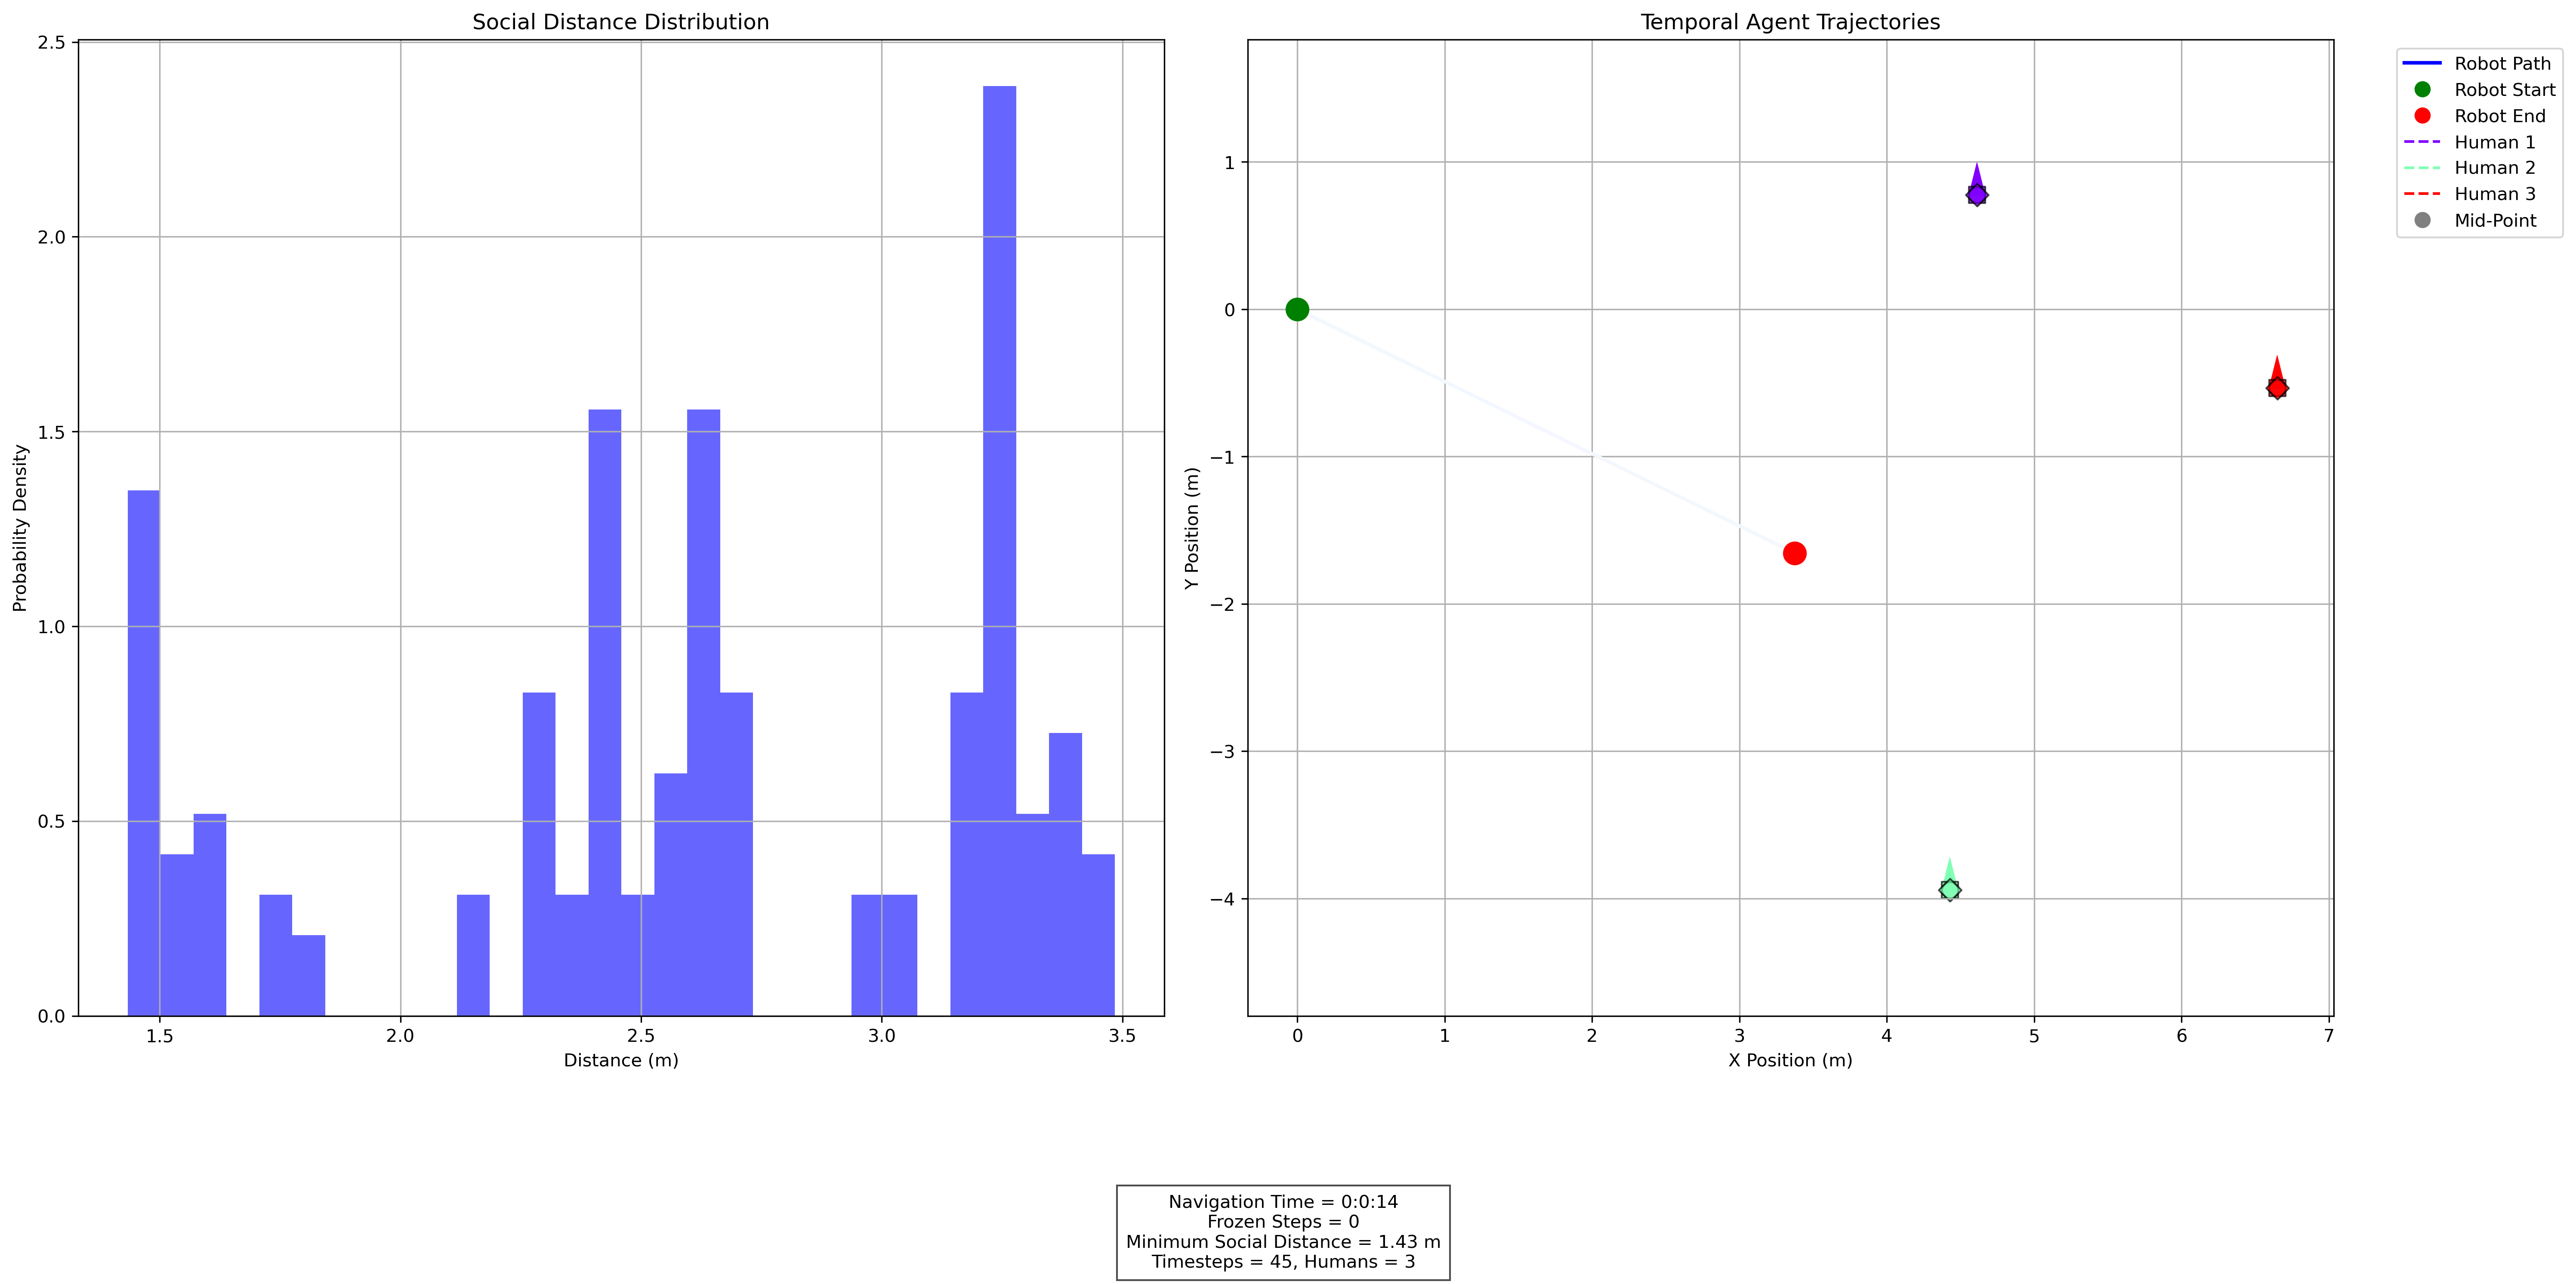 Social Distance Distribution
2.5
2.0
1.5
1.0
0.5
0.0
Probability Density
1.5
2.0
2.5
3.0
3.5
Distance (m)
Temporal Agent Trajectories
1
0
−1
−2
−3
−4
Y Position (m)
0
1
2
3
4
5
6
7
X Position (m)
Robot Path
Robot Start
Robot End
Human 1
Human 2
Human 3
Mid-Point
Navigation Time = 0:0:14
Frozen Steps = 0
Minimum Social Distance = 1.43 m
Timesteps = 45, Humans = 3